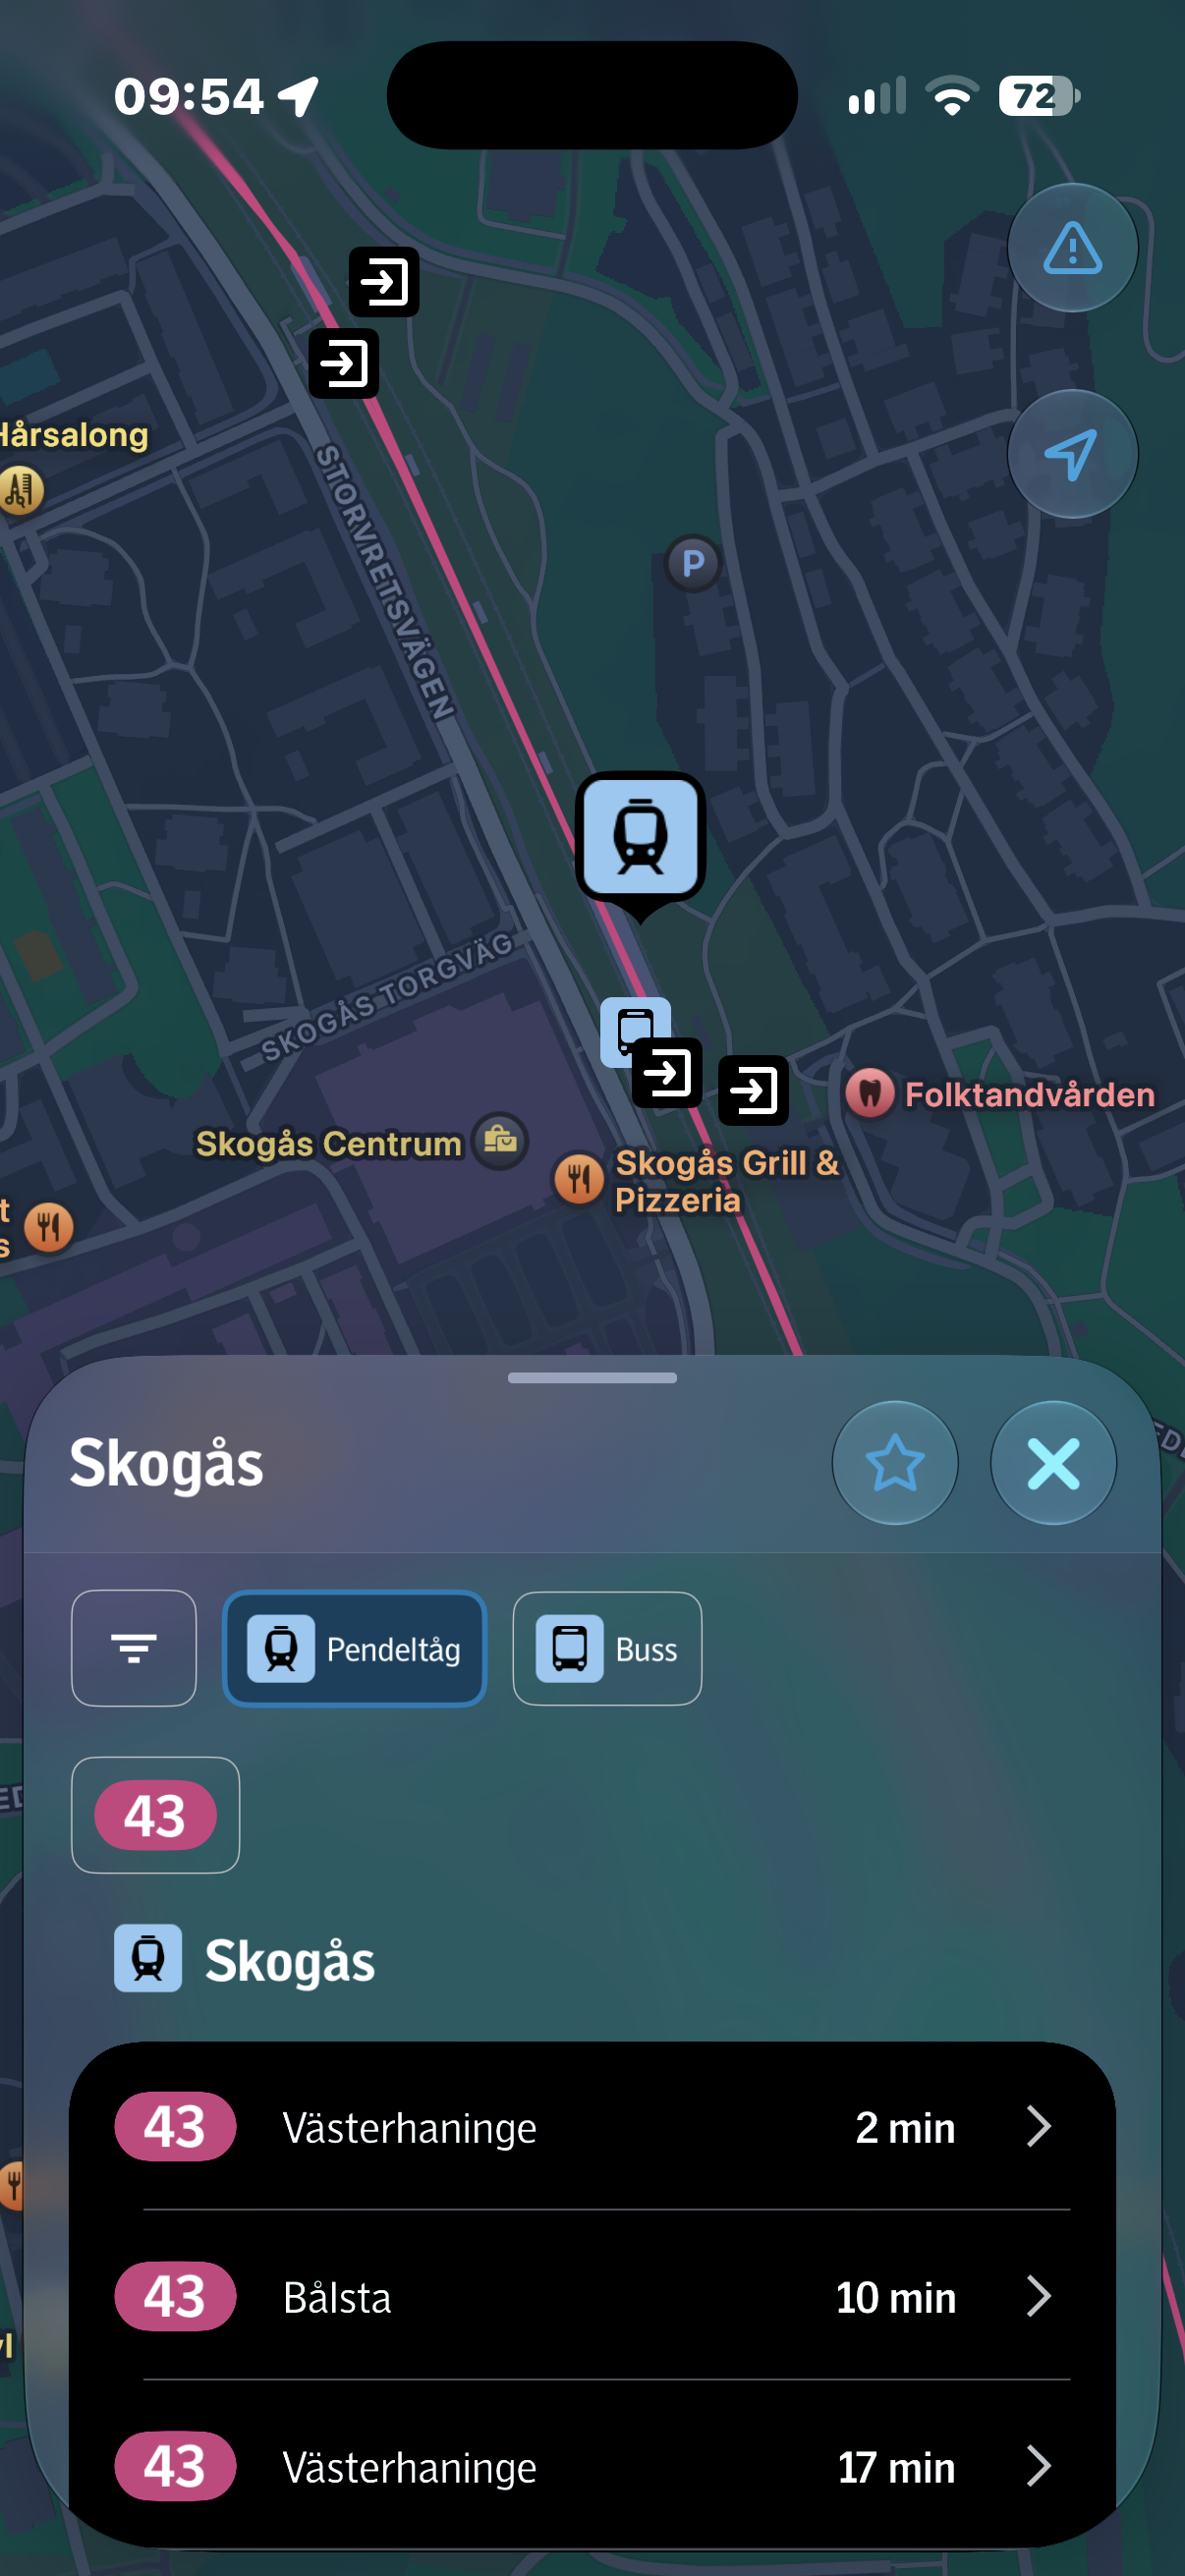 09:54
72
Hårsalong
STORVRETSVÄGEN
P
SKOGÅS TORGVÄG
Folktandvården
Skogås Centrum
Skogås Grill &
Pizzeria
Skogås
Pendeltåg
Buss
43
Skogås
43 Västerhaninge 2 min
43 Bålsta 10 min
43 Västerhaninge 17 min